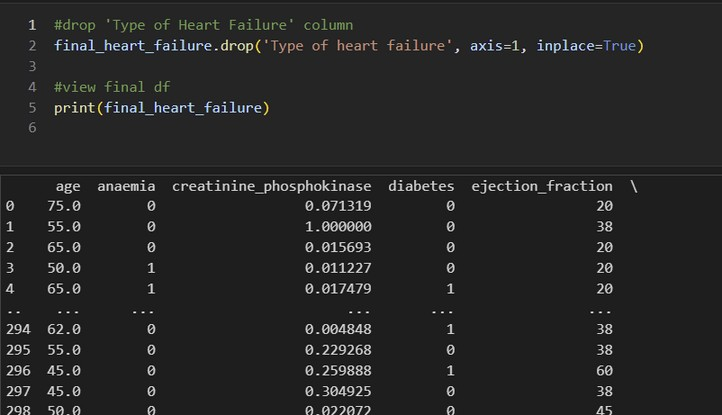 1 #drop 'Type of Heart Failure' column
2 final_heart_failure.drop('Type of heart failure', axis=1, inplace=True)
3
4 #view final df
5 print(final_heart_failure)
6
age anaemia creatinine_phosphokinase diabetes ejection_fraction \
0 75.0 0 0.071319 0 20
1 55.0 0 1.000000 0 38
2 65.0 0 0.015693 0 20
3 50.0 1 0.011227 0 20
4 65.0 1 0.017479 1 20
.. ... ... ... ... ...
294 62.0 0 0.004848 1 38
295 55.0 0 0.229268 0 38
296 45.0 0 0.259888 1 60
297 45.0 0 0.304925 0 38
298 50.0 0 0.022072 0 45